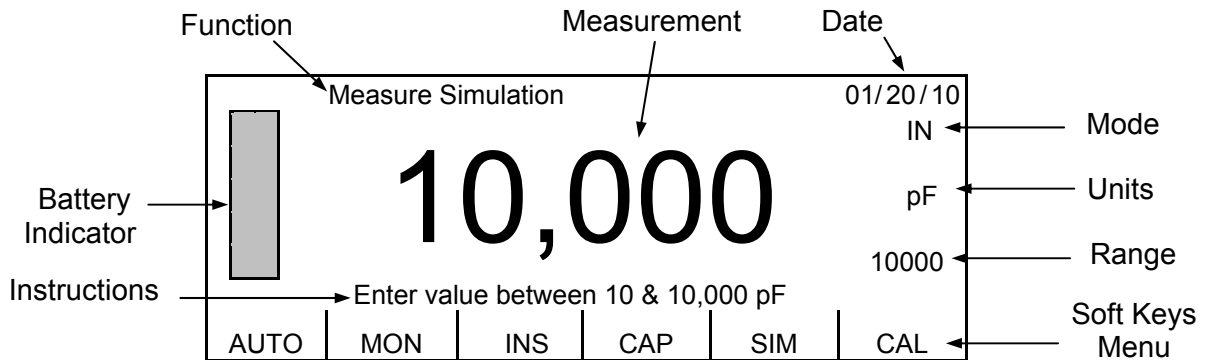 Function
Measurement
Date
Measure Simulation
01/20/10
IN
Mode
10,000
Battery
Indicator
pF
Units
10000
Range
Instructions
Enter value between 10 & 10,000 pF
AUTO
MON
INS
CAP
SIM
CAL
Soft Keys
Menu